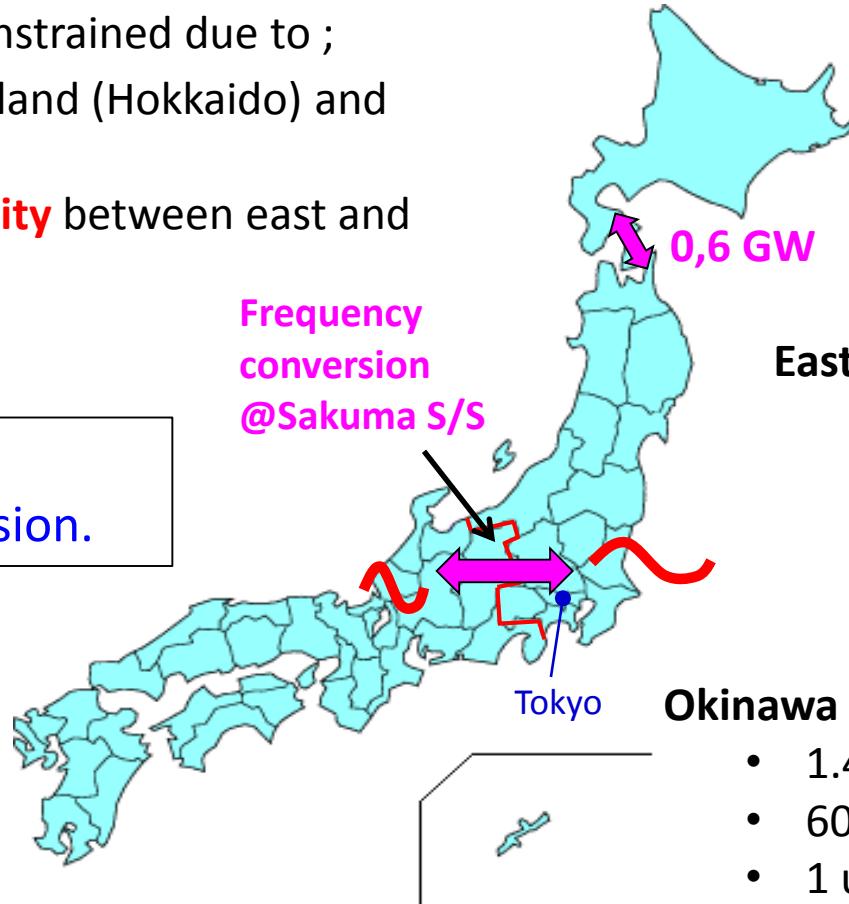 nstrained due to ;
land (Hokkaido) and
ity between east and
0,6 GW
Frequency
conversion
@Sakuma S/S
East
sion.
Tokyo
Okinawa
• 1.4
• 60
• 1 u